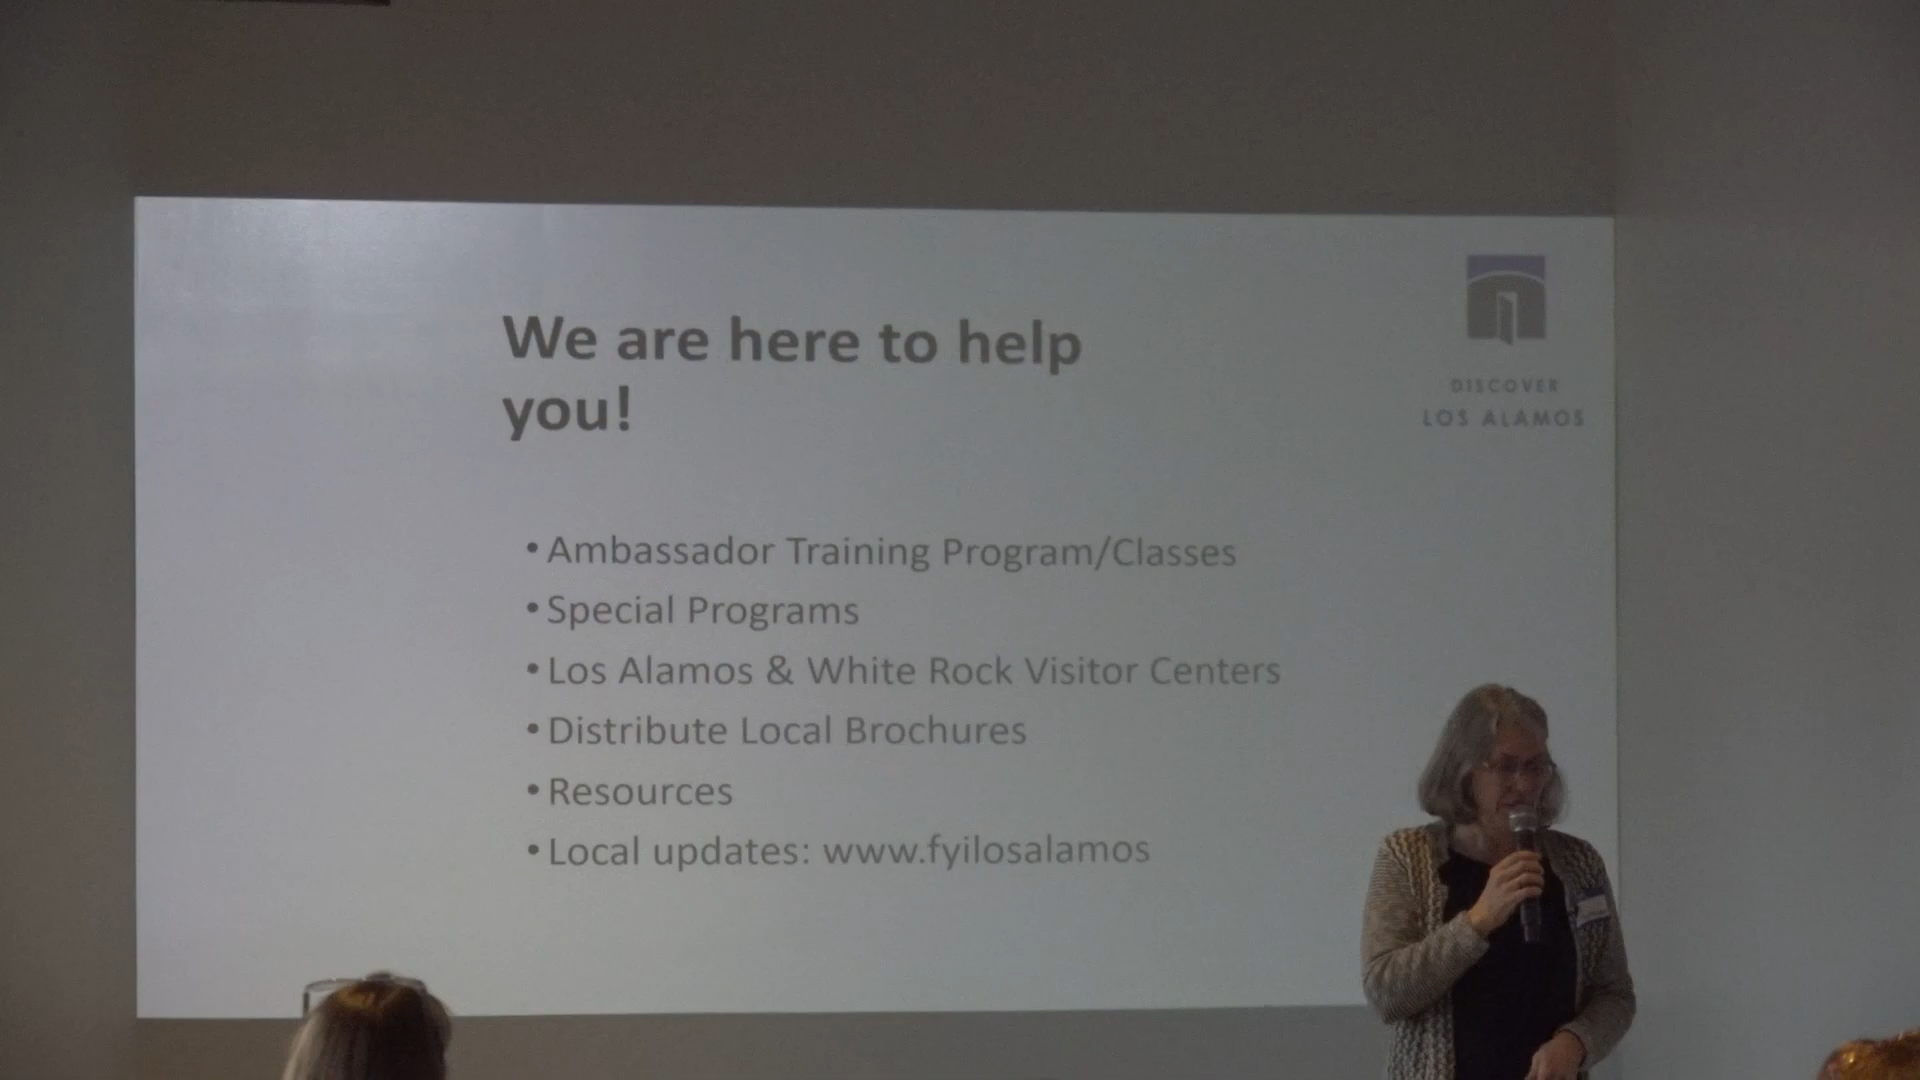 We are here to help
you!
DISCOVER
LOS ALAMOS
• Ambassador Training Program/Classes
• Special Programs
• Los Alamos & White Rock Visitor Centers
• Distribute Local Brochures
• Resources
• Local updates: www.fyilosalamos